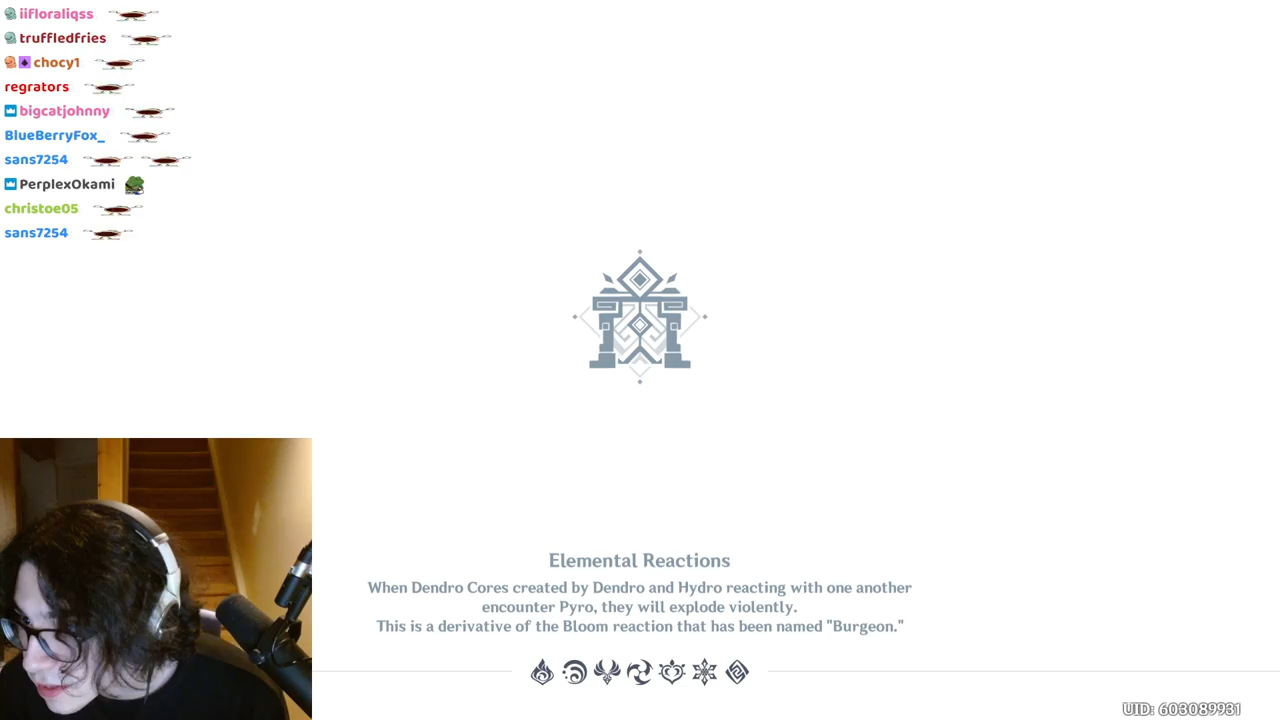 iifloraliqss
truffledfries
chocy1
regrators
bigcatjohnny
BlueBerryFox_
sans7254
PerplexOkami
christoe05
sans7254
Elemental Reactions
When Dendro Cores created by Dendro and Hydro reacting with one another
encounter Pyro, they will explode violently.
This is a derivative of the Bloom reaction that has been named "Burgeon."
UID: 603089931